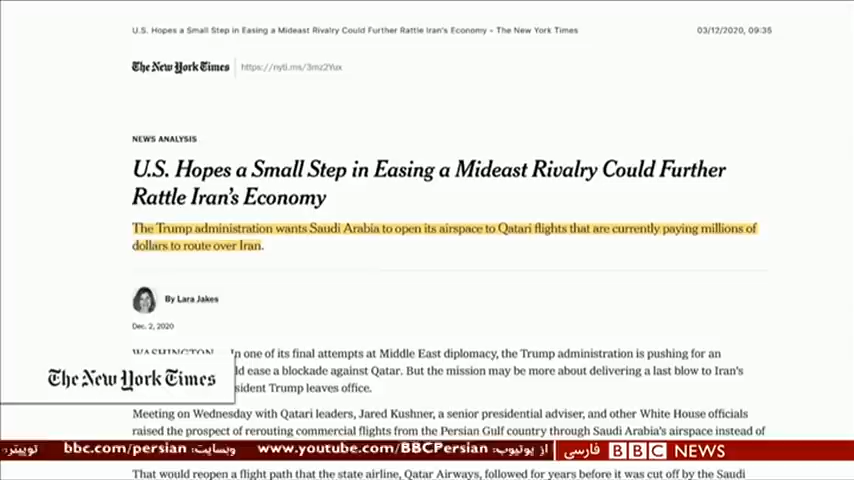 U.S. Hopes a Small Step in Easing a Mideast Rivalry Could Further Rattle Iran's Economy – The New York Times 03/12/2020, 09:35
The New York Times https://nyti.ms/3mz2Yux
NEWS ANALYSIS
U.S. Hopes a Small Step in Easing a Mideast Rivalry Could Further
Rattle Iran's Economy
The Trump administration wants Saudi Arabia to open its airspace to Qatari flights that are currently paying millions of
dollars to route over Iran.
By Lara Jakes
Dec. 2, 2020
WASHINGTON In one of its final attempts at Middle East diplomacy, the Trump administration is pushing for an
ld ease a blockade against Qatar. But the mission may be more about delivering a last blow to Iran's
sident Trump leaves office.
The New York Times
Meeting on Wednesday with Qatari leaders, Jared Kushner, a senior presidential adviser, and other White House officials
raised the prospect of rerouting commercial flights from the Persian Gulf country through Saudi Arabia's airspace instead of
توییتر: bbc.com/persian وبسایت: www.youtube.com/BBCPersian از یوتیوب: فارسی BBC NEWS
That would reopen a flight path that the state airline, Qatar Airways, followed for years before it was cut off by the Saudi